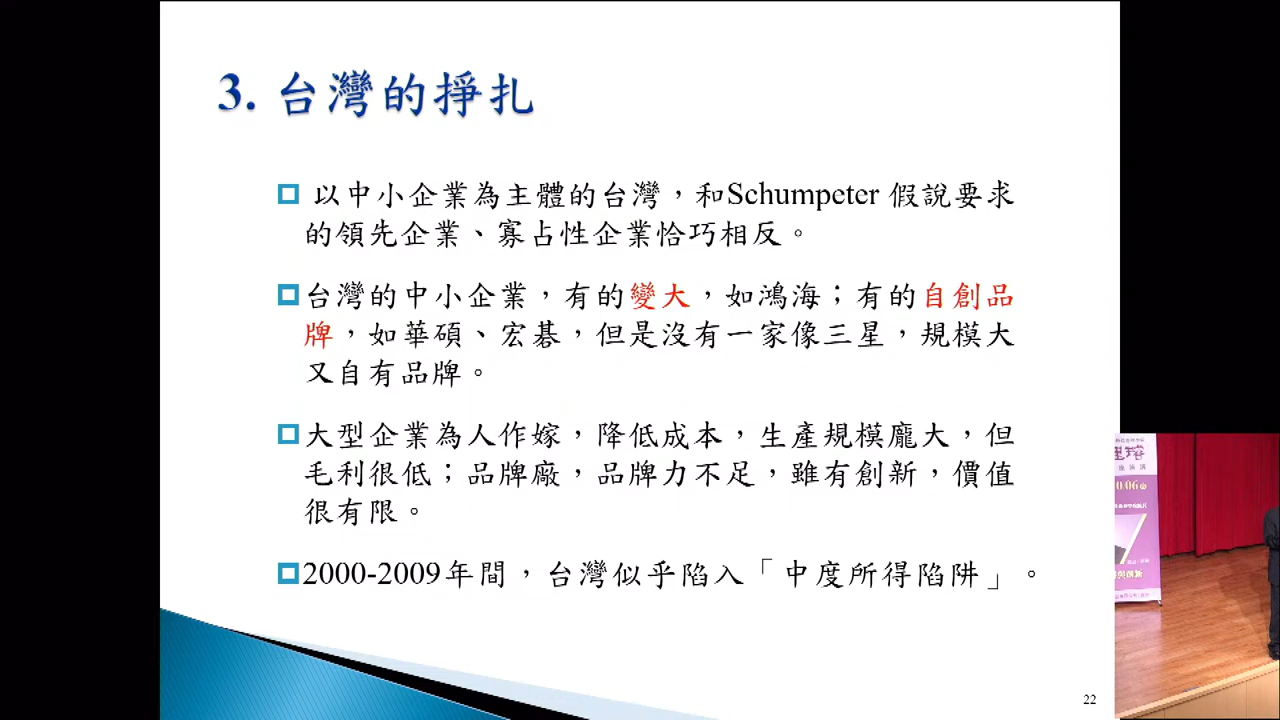 3. 台灣的掙扎
以中小企業為主體的台灣，和Schumpeter 假說要求
的領先企業、寡占性企業恰巧相反。
台灣的中小企業，有的變大，如鴻海；有的自創品
牌，如華碩、宏碁，但是沒有一家像三星，規模大
又自有品牌。
大型企業為人作嫁，降低成本，生產規模龐大，但
毛利很低；品牌廠，品牌力不足，雖有創新，價值
很有限。
2000-2009年間，台灣似乎陷入「中度所得陷阱」。
22